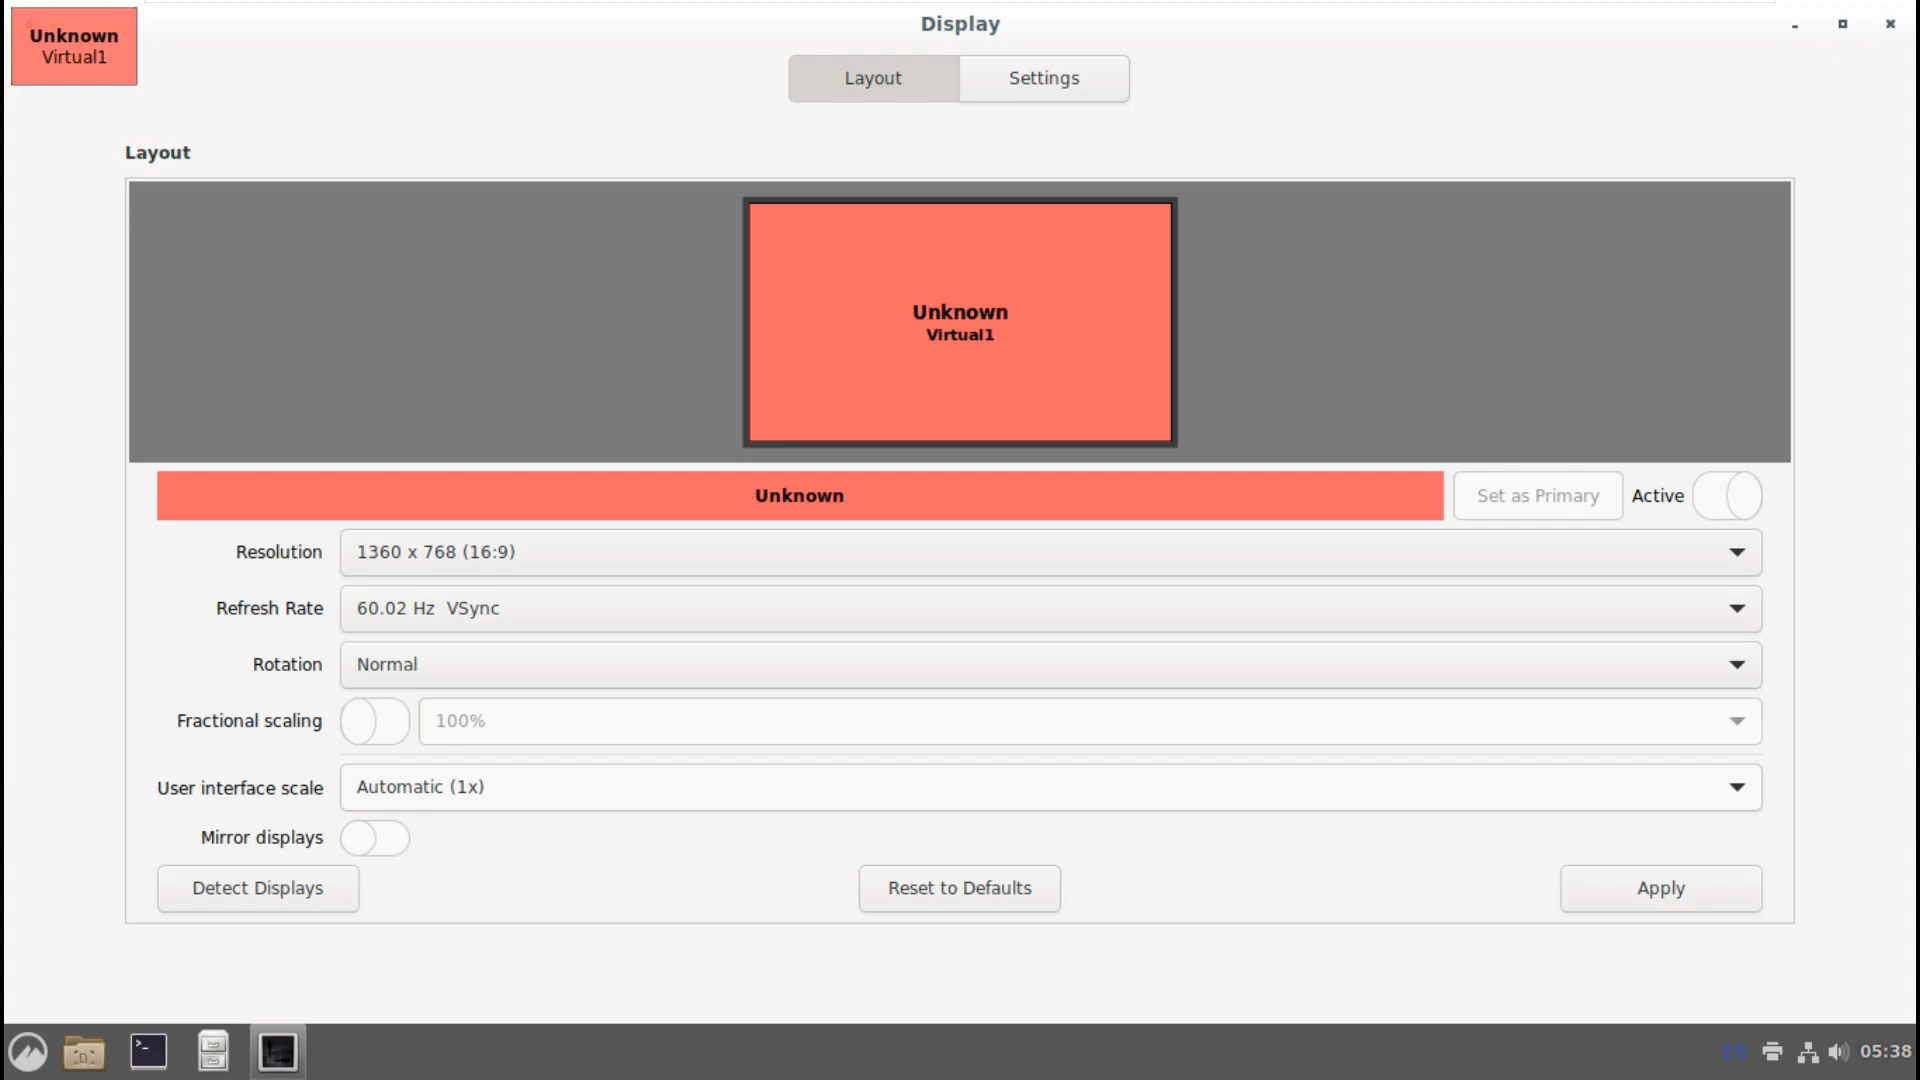 Unknown
Virtual1
Display
Layout
Settings
Layout
Unknown
Virtual1
Unknown
Set as Primary
Active
Resolution
1360 x 768 (16:9)
Refresh Rate
60.02 Hz  VSync
Rotation
Normal
Fractional scaling
100%
User interface scale
Automatic (1x)
Mirror displays
Detect Displays
Reset to Defaults
Apply
>_
D
EN
05:38